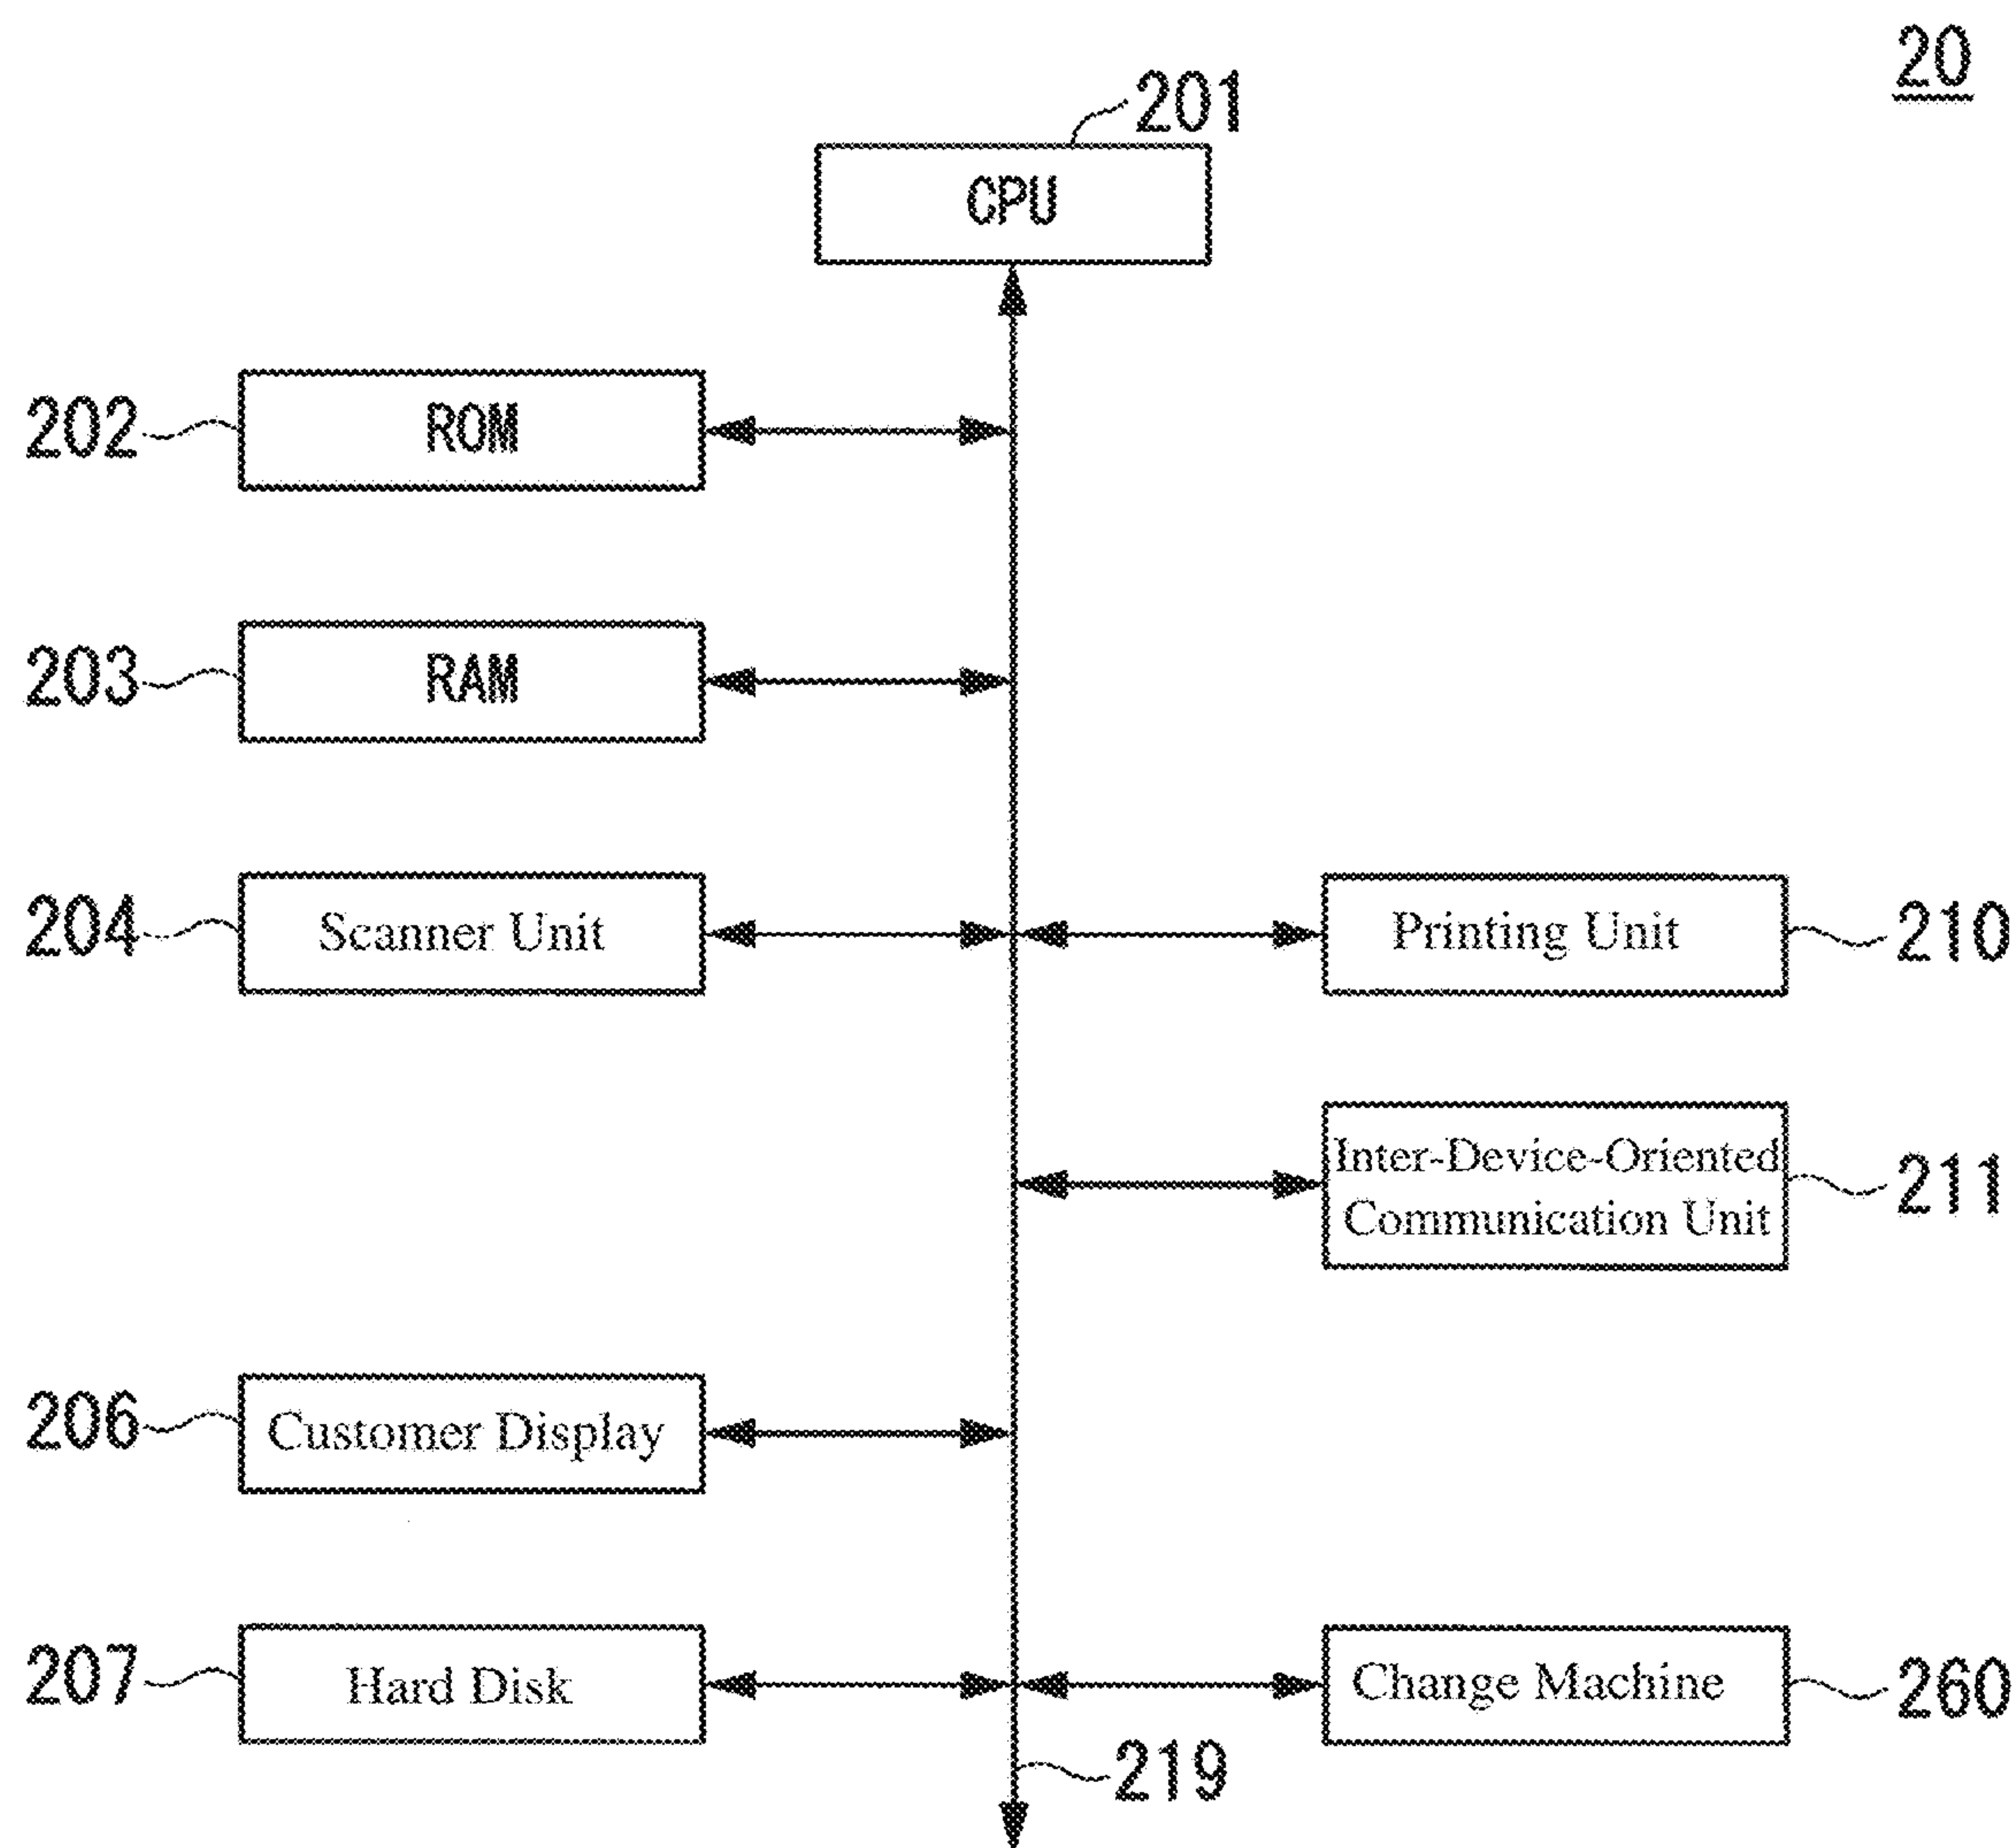 20
201
CPU
202
ROM
203
RAM
204
Scanner Unit
Printing Unit
210
Inter-Device-Oriented
Communication Unit
211
206
Customer Display
207
Hard Disk
Change Machine
260
219